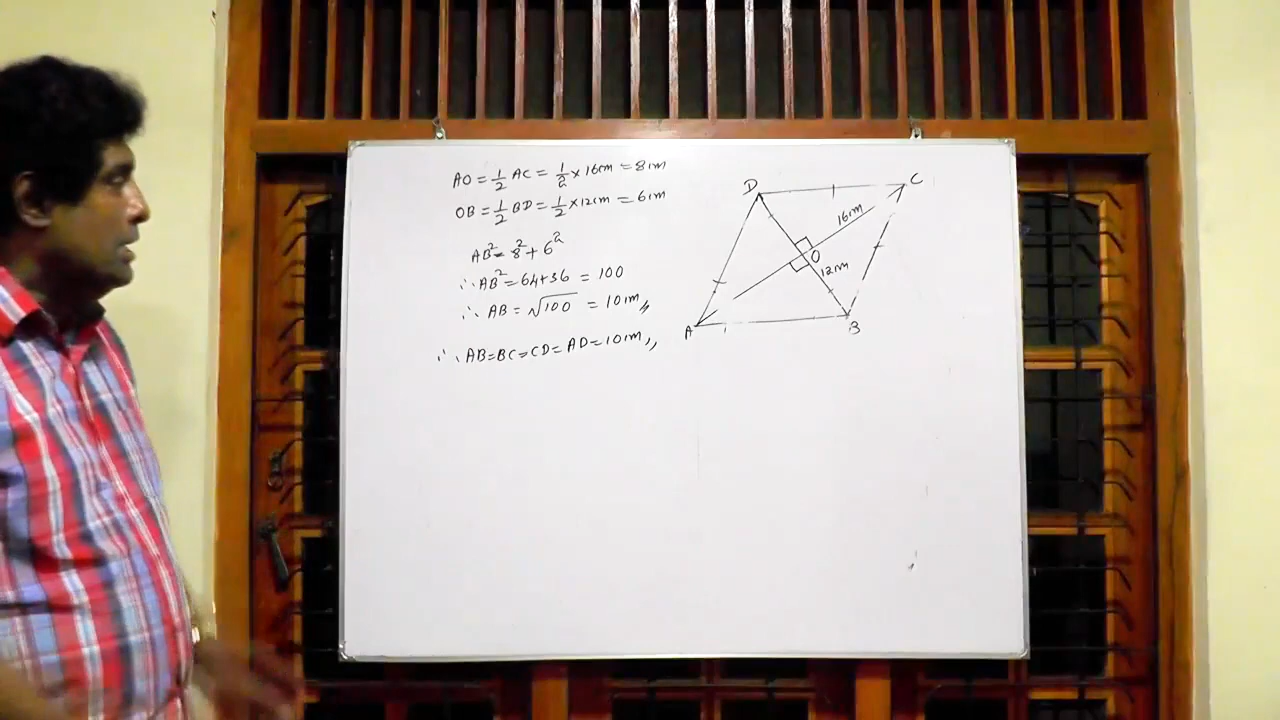 AO = 1/2 AC = 1/2 × 16cm = 8cm
OB = 1/2 BD = 1/2 × 12cm = 6cm
AB² = 8² + 6²
∴ AB² = 64+36 = 100
∴ AB = √100 = 10cm,,
∴ AB=BC=CD=AD=10cm,,
D
C
16cm
O
12cm
A
B